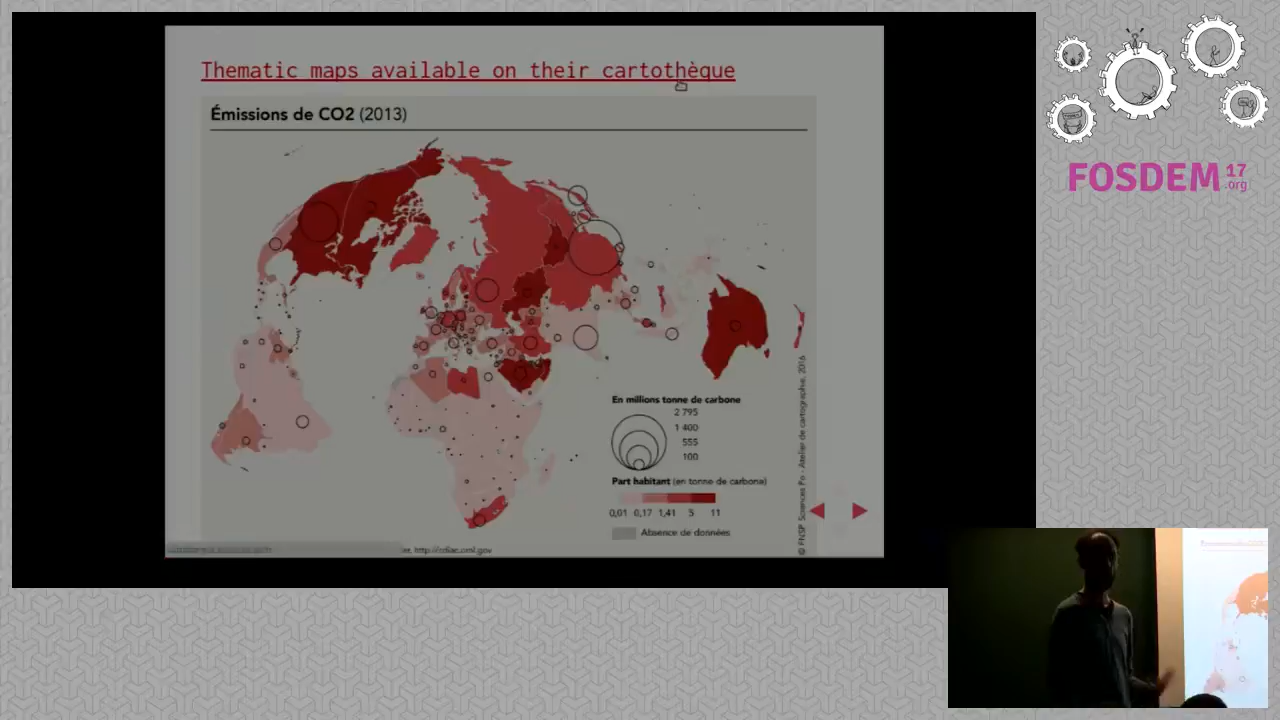 Thematic maps available on their cartothèque
Émissions de CO2 (2013)
En millions tonne de carbone
2 795
1 400
555
100
Part habitant (en tonne de carbone)
0,01 0,17 1,41 3 11
Absence de données
© FNSP Sciences Po - Atelier de cartographie, 2016
http://cdiac.ornl.gov
FOSDEM 17
.org